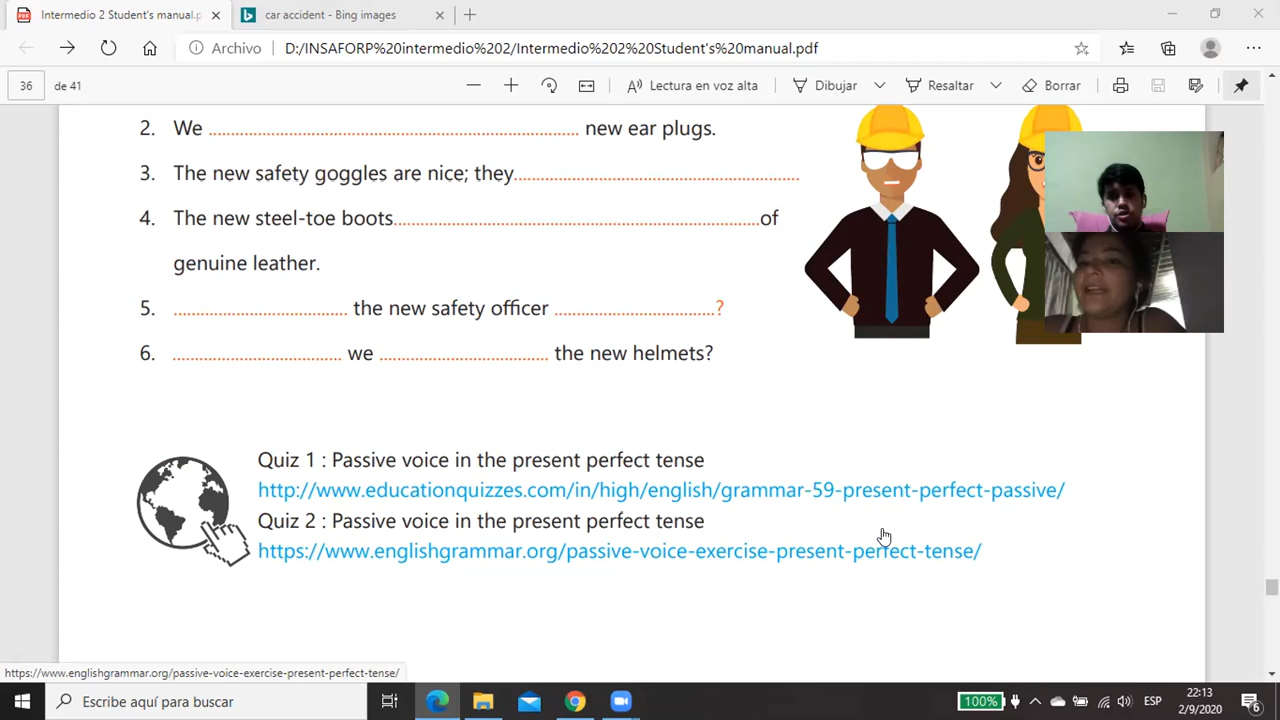 Intermedio 2 Student's manual.p
car accident - Bing images
Archivo
D:/INSAFORP%20intermedio%202/Intermedio%202%20Student's%20manual.pdf
36
de 41
Lectura en voz alta
Dibujar
Resaltar
Borrar
2. We ........ new ear plugs.
3. The new safety goggles are nice; they........
4. The new steel-toe boots........of
genuine leather.
5. ........ the new safety officer ........?
6. ........ we ........ the new helmets?
Quiz 1 : Passive voice in the present perfect tense
http://www.educationquizzes.com/in/high/english/grammar-59-present-perfect-passive/
Quiz 2 : Passive voice in the present perfect tense
https://www.englishgrammar.org/passive-voice-exercise-present-perfect-tense/
https://www.englishgrammar.org/passive-voice-exercise-present-perfect-tense/
Escribe aquí para buscar
100%
ESP
22:13
2/9/2020
6